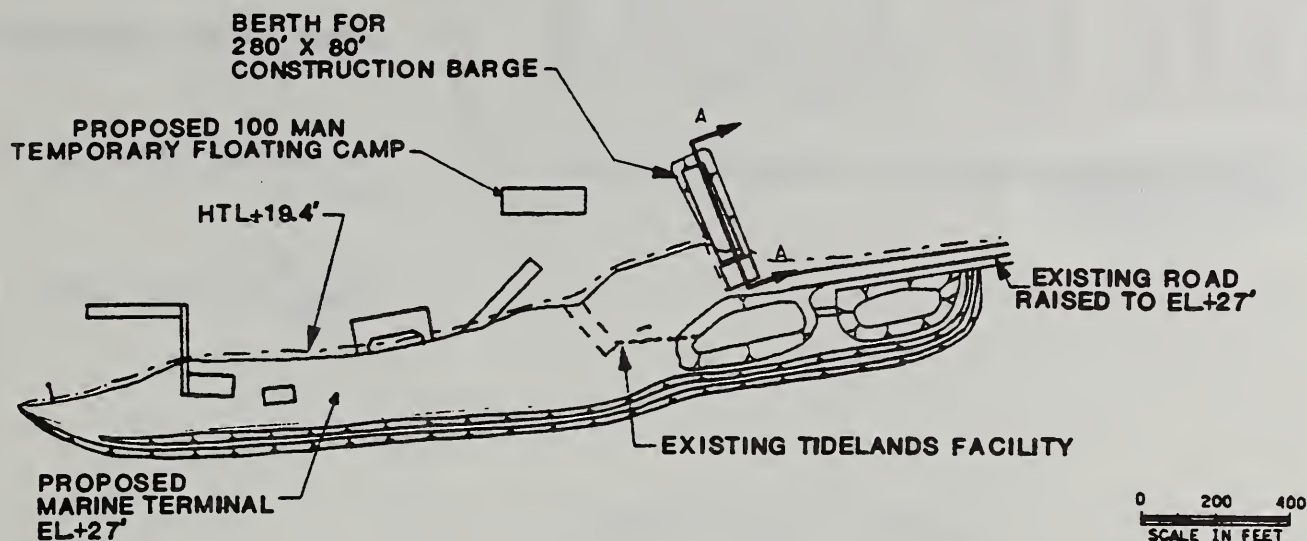 BERTH FOR
280' X 80'
CONSTRUCTION BARGE
PROPOSED 100 MAN
TEMPORARY FLOATING CAMP
HTL±19.4'
A
A
EXISTING ROAD
RAISED TO EL.+27'
EXISTING TIDELANDS FACILITY
PROPOSED
MARINE TERMINAL
EL.+27'
0 200 400
SCALE IN FEET